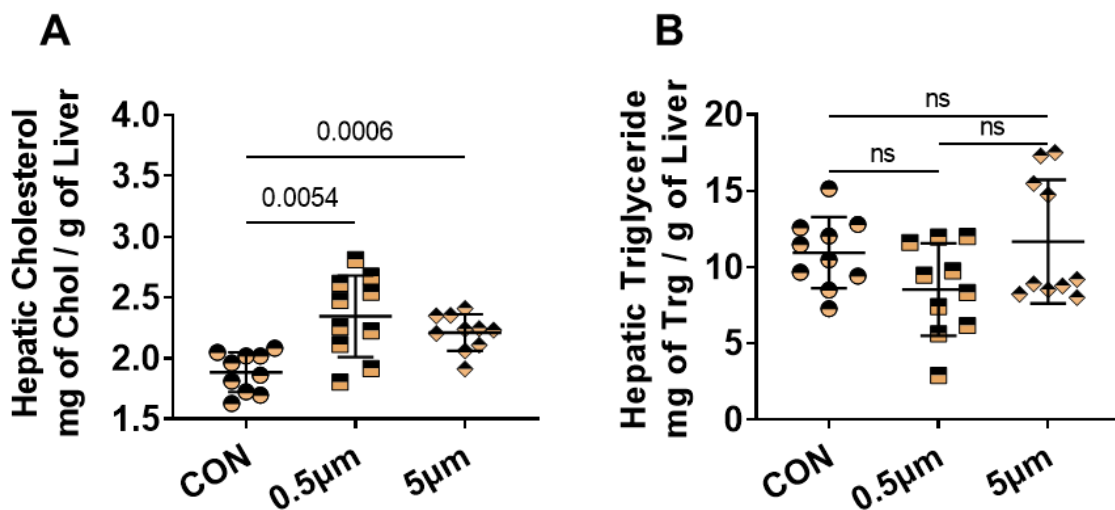 A
Hepatic Cholesterol
mg of Chol / g of Liver
4.0
3.5
3.0
2.5
2.0
1.5
0.0006
0.0054
CON
0.5µm
5µm
B
Hepatic Triglyceride
mg of Trg / g of Liver
20
15
10
5
0
ns
ns
ns
CON
0.5µm
5µm